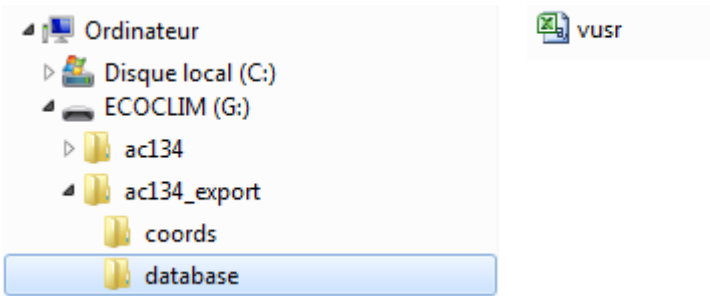 Ordinateur
Disque local (C:)
ECOCLIM (G:)
ac134
ac134_export
coords
database
vusr